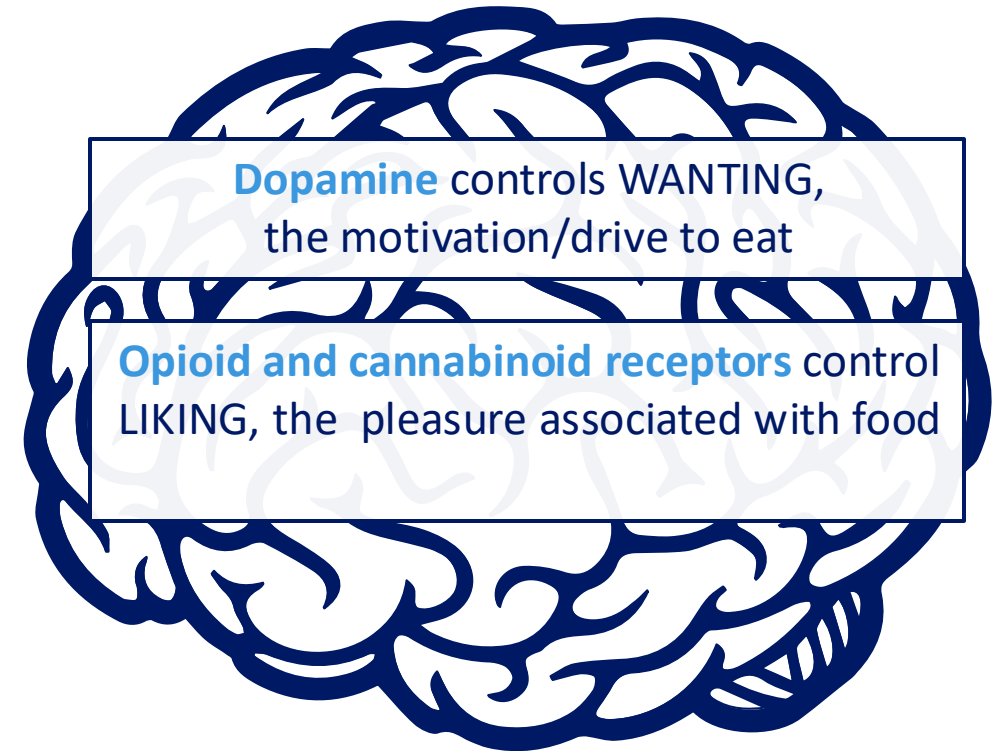 Dopamine controls WANTING,
the motivation/drive to eat
Opioid and cannabinoid receptors control
LIKING, the  pleasure associated with food